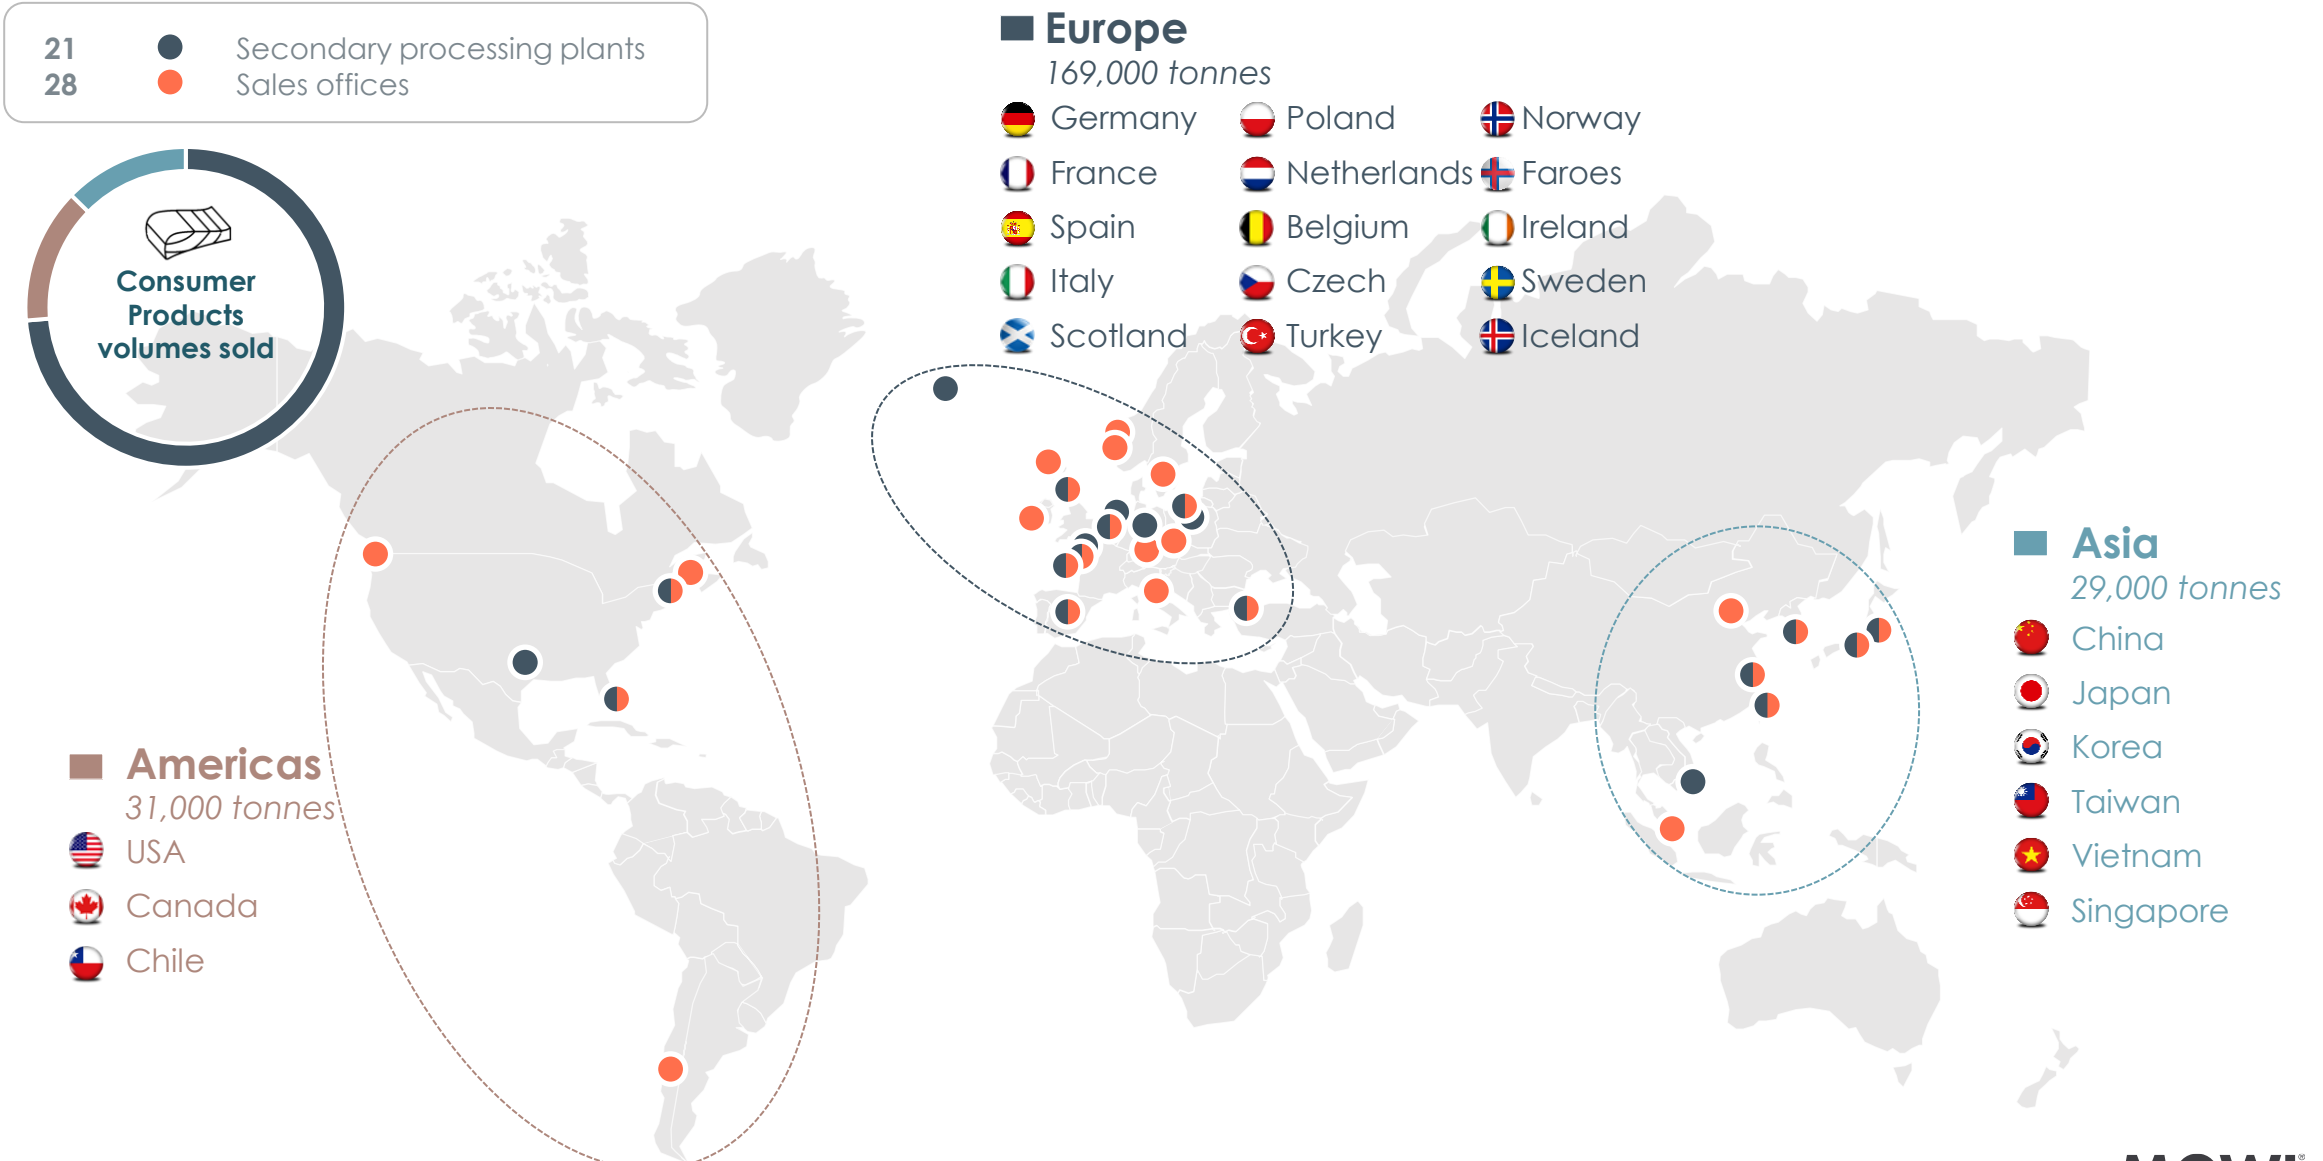 21 Secondary processing plants
28 Sales offices
Consumer
Products
volumes sold
Europe
169,000 tonnes
Germany Poland Norway
France Netherlands Faroes
Spain Belgium Ireland
Italy Czech Sweden
Scotland Turkey Iceland
Americas
31,000 tonnes
USA
Canada
Chile
Asia
29,000 tonnes
China
Japan
Korea
Taiwan
Vietnam
Singapore